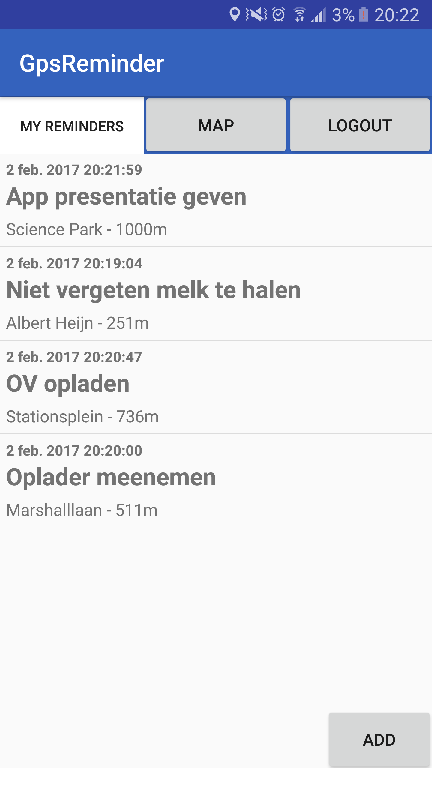 3% 20:22
GpsReminder
MY REMINDERS MAP LOGOUT
2 feb. 2017 20:21:59
App presentatie geven
Science Park - 1000m
2 feb. 2017 20:19:04
Niet vergeten melk te halen
Albert Heijn - 251m
2 feb. 2017 20:20:47
OV opladen
Stationsplein - 736m
2 feb. 2017 20:20:00
Oplader meenemen
Marshalllaan - 511m
ADD